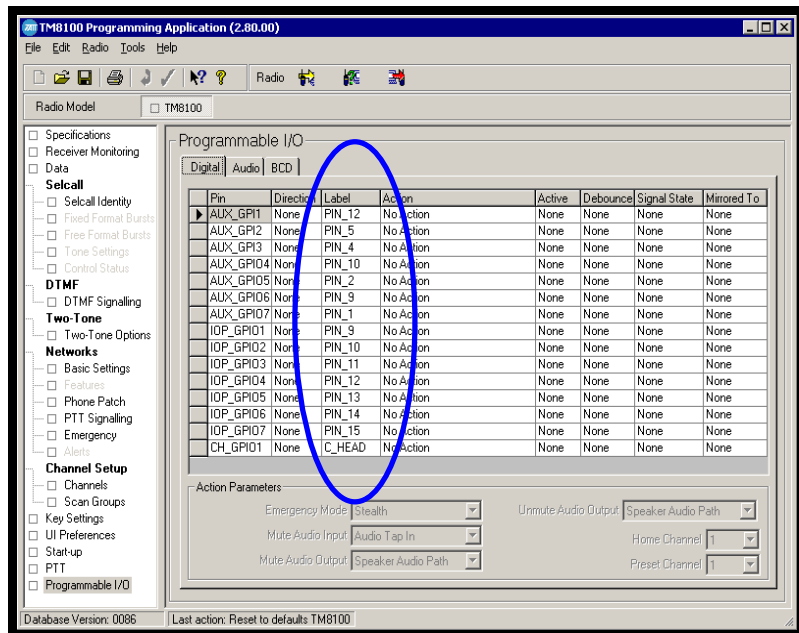 TM8100 Programming Application (2.80.00)
File Edit Radio Tools Help
Radio
Radio Model TM8100
Specifications
Receiver Monitoring
Data
Selcall
Selcall Identity
Fixed Format Bursts
Free Format Bursts
Tone Settings
Control Status
DTMF
DTMF Signalling
Two-Tone
Two-Tone Options
Networks
Basic Settings
Features
Phone Patch
PTT Signalling
Emergency
Alerts
Channel Setup
Channels
Scan Groups
Key Settings
UI Preferences
Start-up
PTT
Programmable I/O
Programmable I/O
Digital Audio BCD
Pin Direction Label Action Active Debounce Signal State Mirrored To
AUX_GPI1 None PIN_12 No Action None None None None
AUX_GPI2 None PIN_5 No Action None None None None
AUX_GPI3 None PIN_4 No Action None None None None
AUX_GPIO4 None PIN_10 No Action None None None None
AUX_GPIO5 None PIN_2 No Action None None None None
AUX_GPIO6 None PIN_9 No Action None None None None
AUX_GPIO7 None PIN_1 No Action None None None None
IOP_GPIO1 None PIN_9 No Action None None None None
IOP_GPIO2 None PIN_10 No Action None None None None
IOP_GPIO3 None PIN_11 No Action None None None None
IOP_GPIO4 None PIN_12 No Action None None None None
IOP_GPIO5 None PIN_13 No Action None None None None
IOP_GPIO6 None PIN_14 No Action None None None None
IOP_GPIO7 None PIN_15 No Action None None None None
CH_GPIO1 None C_HEAD No Action None None None None
Action Parameters
Emergency Mode Stealth Unmute Audio Output Speaker Audio Path
Mute Audio Input Audio Tap In Home Channel 1
Mute Audio Output Speaker Audio Path Preset Channel 1
Database Version: 0086 Last action: Reset to defaults TM8100